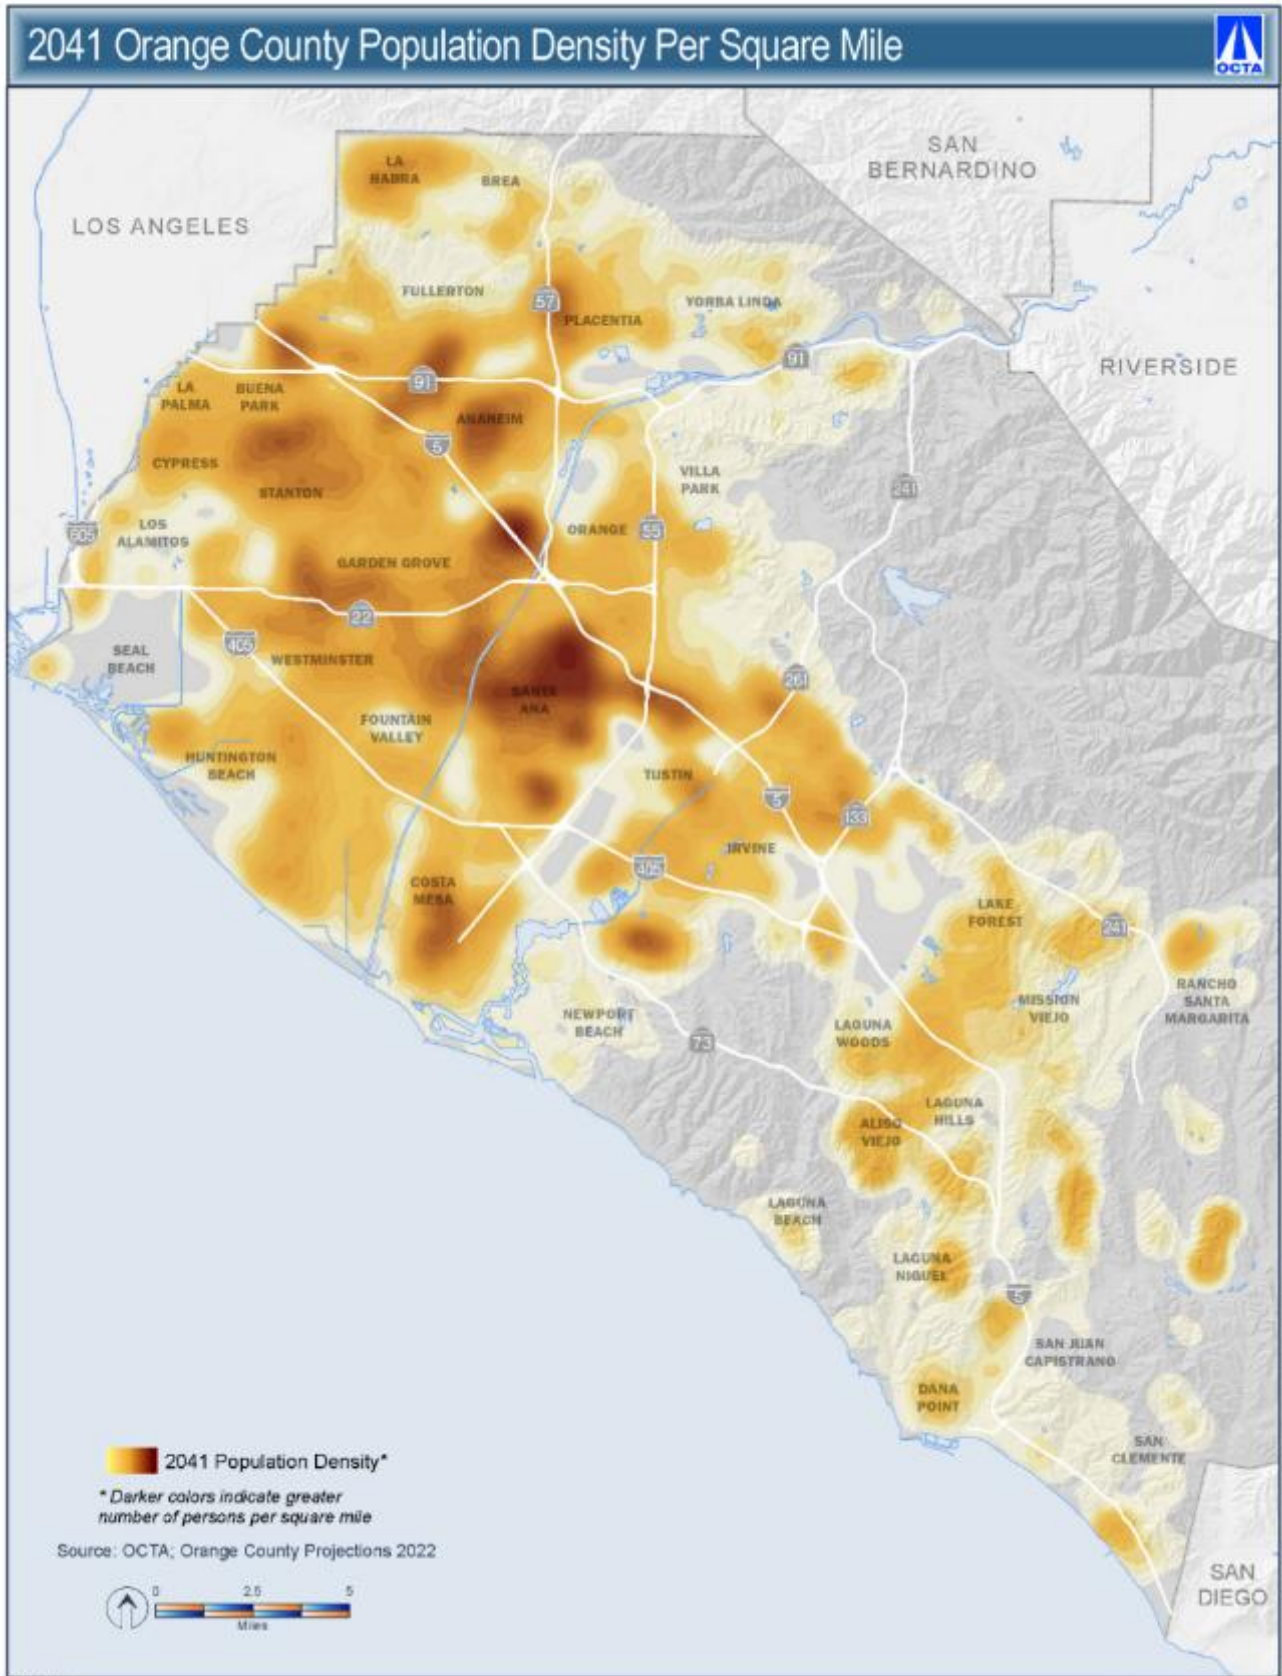 2041 Orange County Population Density Per Square Mile
OCTA
SAN
BERNARDINO
LOS ANGELES
RIVERSIDE
LA
HABRA
BREA
FULLERTON
57
PLACENTIA
YORBA LINDA
91
LA
PALMA
BUENA
PARK
91
ANAHEIM
5
CYPRESS
STANTON
VILLA
PARK
241
605
LOS
ALAMITOS
ORANGE
55
GARDEN GROVE
22
405
SEAL
BEACH
WESTMINSTER
261
SANTA
ANA
FOUNTAIN
VALLEY
HUNTINGTON
BEACH
TUSTIN
5
133
IRVINE
405
COSTA
MESA
LAKE
FOREST
241
RANCHO
SANTA
MARGARITA
MISSION
VIEJO
NEWPORT
BEACH
LAGUNA
WOODS
73
LAGUNA
HILLS
ALISO
VIEJO
LAGUNA
BEACH
LAGUNA
NIGUEL
5
SAN JUAN
CAPISTRANO
DANA
POINT
SAN
CLEMENTE
SAN
DIEGO
2041 Population Density*
* Darker colors indicate greater
number of persons per square mile
Source: OCTA; Orange County Projections 2022
0 2.5 5
Miles